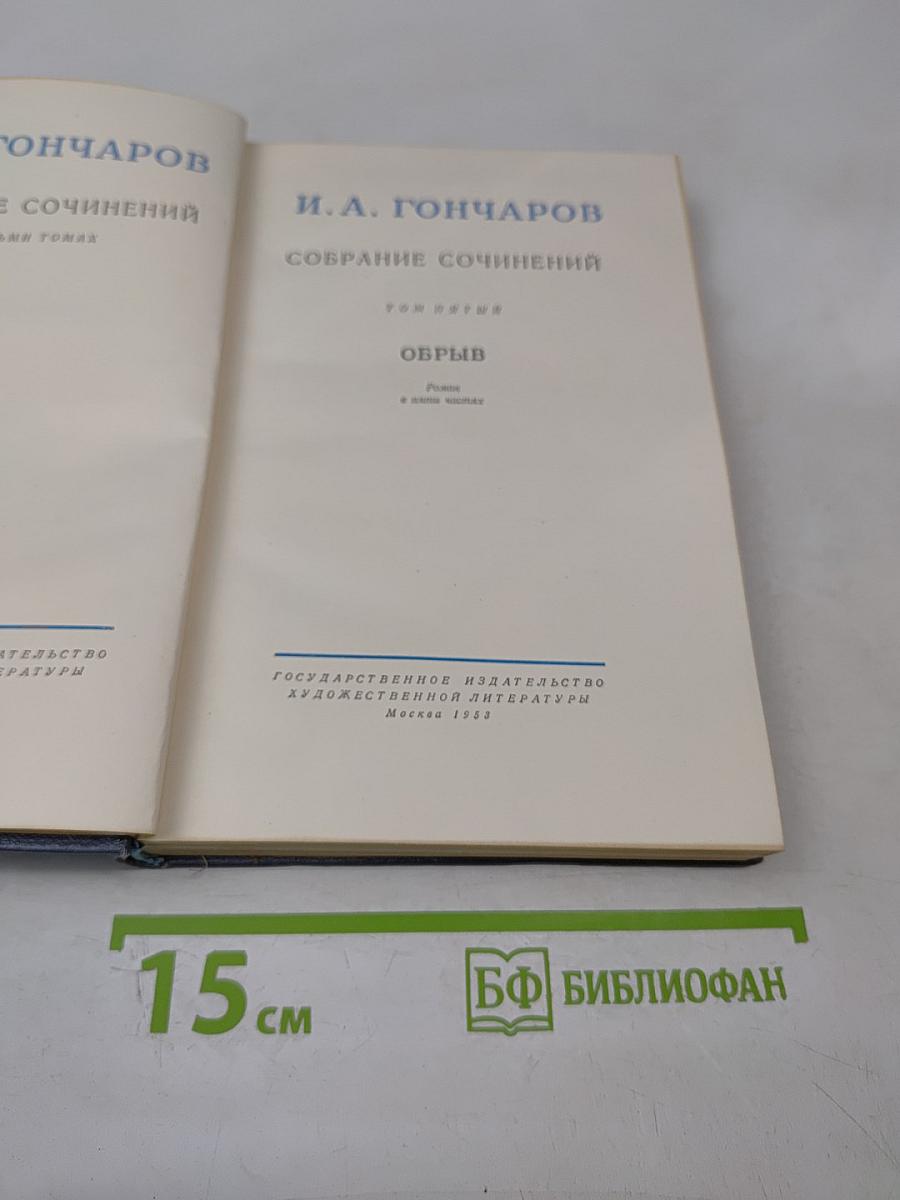 ГОНЧАРОВ
Е СОЧИНЕНИЙ
ЬМИ ТОМАХ
АТЕЛЬСТВО
ЕРАТУРЫ
И. А. ГОНЧАРОВ
СОБРАНИЕ СОЧИНЕНИЙ
ТОМ ПЯТЫЙ
ОБРЫВ
Роман
в пяти частях
ГОСУДАРСТВЕННОЕ ИЗДАТЕЛЬСТВО
ХУДОЖЕСТВЕННОЙ ЛИТЕРАТУРЫ
Москва 1953
15 см
БФ БИБЛИОФАН